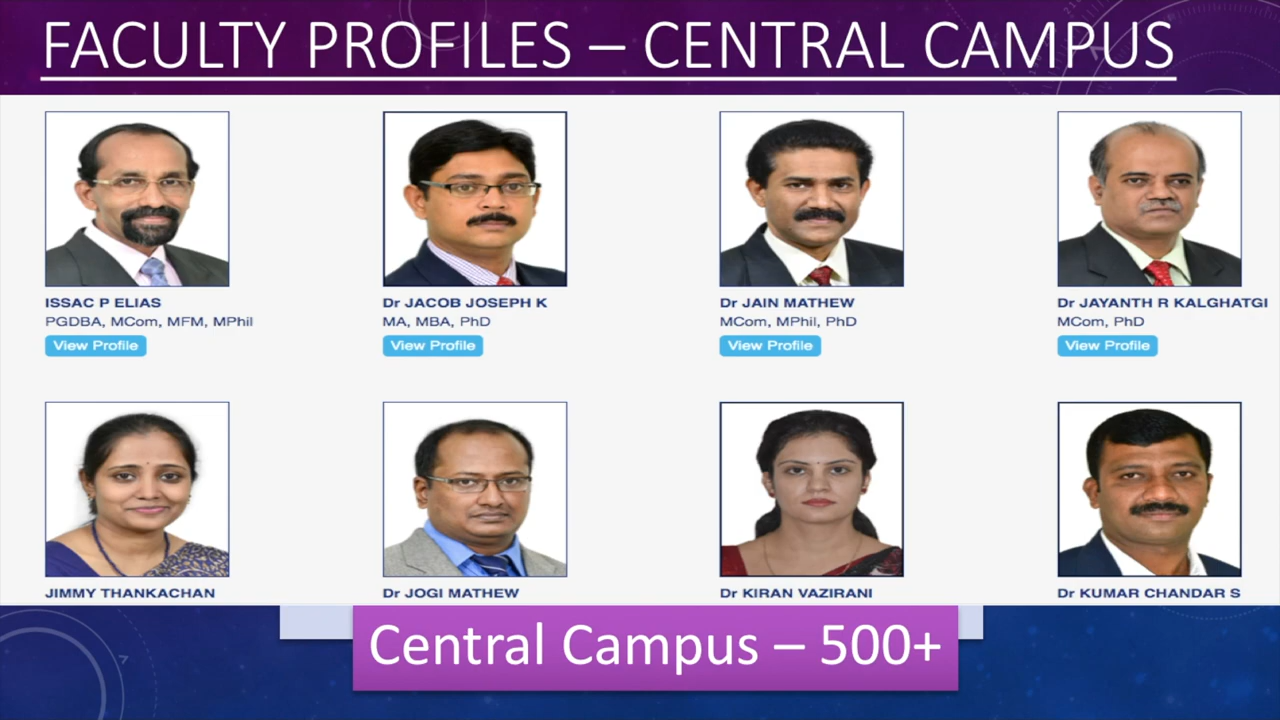 FACULTY PROFILES – CENTRAL CAMPUS
ISSAC P ELIAS
PGDBA, MCom, MFM, MPhil
View Profile
Dr JACOB JOSEPH K
MA, MBA, PhD
View Profile
Dr JAIN MATHEW
MCom, MPhil, PhD
View Profile
Dr JAYANTH R KALGHATGI
MCom, PhD
View Profile
JIMMY THANKACHAN
Dr JOGI MATHEW
Dr KIRAN VAZIRANI
Dr KUMAR CHANDAR S
Central Campus – 500+